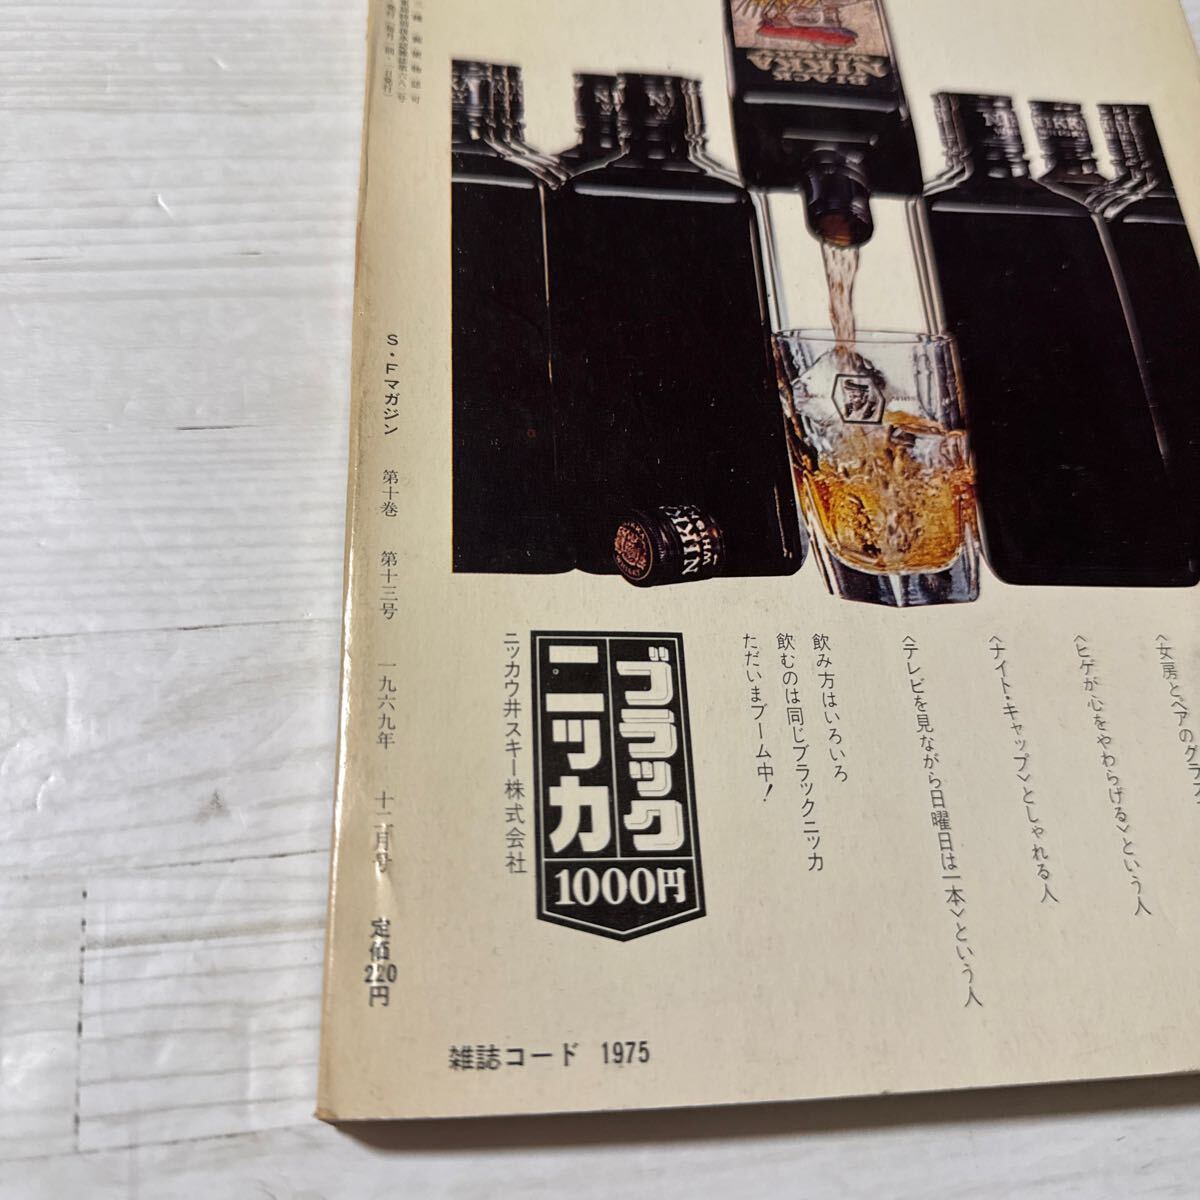 S・Fマガジン 第十巻 第十三号 一九六九年 十二月号 定価220円
BLACK
NIKKA
NIKK
WHIS
〈女房とペアのグラ
〈ヒゲが心をやわらげる〉という人
〈ナイト・キャップ〉としゃれる人
〈テレビを見ながら日曜日は一本〉という人
飲み方はいろいろ
飲むのは同じブラックニッカ
ただいまブーム中!
ブラック
ニッカ
1000円
ニッカウ井スキー株式会社
雑誌コード 1975